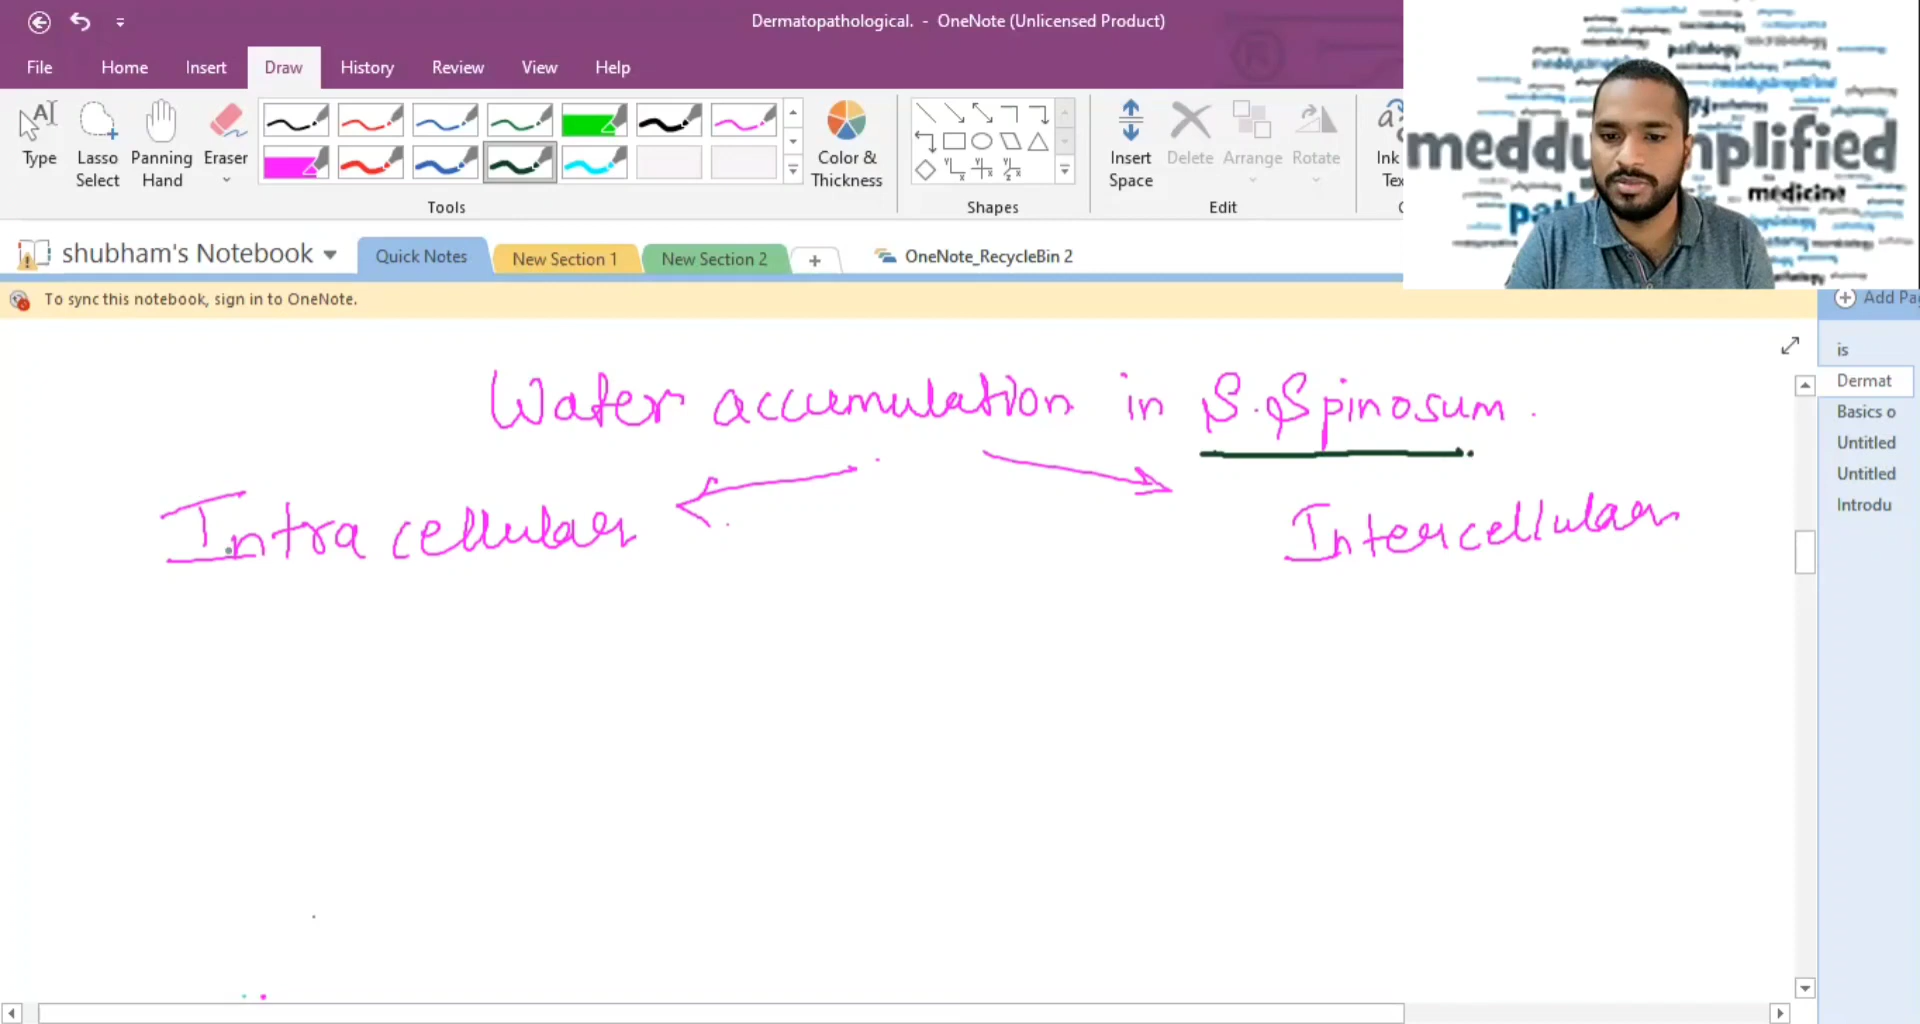 Dermatopathological. - OneNote (Unlicensed Product)
File Home Insert Draw History Review View Help
Type
Lasso Select
Panning Hand
Eraser
Color & Thickness
Insert Space
Delete
Arrange
Rotate
Ink
Tex
Tools
Shapes
Edit
pathology
medicine
shubham's Notebook
Quick Notes
New Section 1
New Section 2
OneNote_RecycleBin 2
To sync this notebook, sign in to OneNote.
Add Pa
is
Dermat
Basics o
Untitled
Untitled
Introdu
Water accumulation in S. Spinosum.
Intra cellular
Intercellular